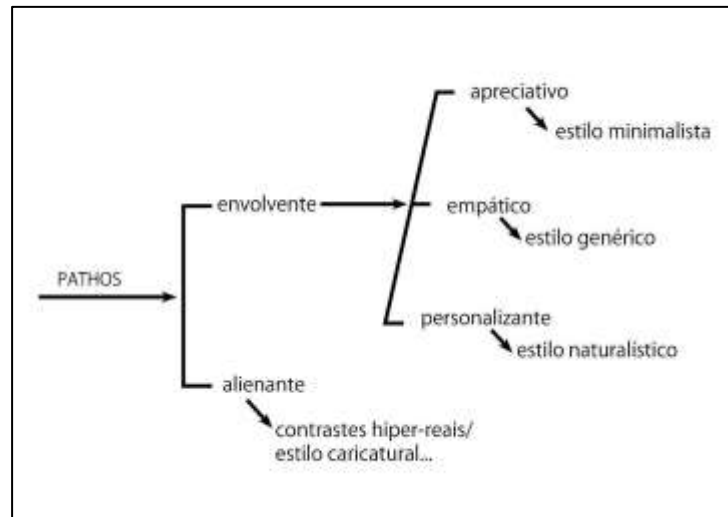 apreciativo
estilo minimalista
envolvente
empático
estilo genérico
PATHOS
personalizante
estilo naturalístico
alienante
contrastes hiper-reais/
estilo caricatural...